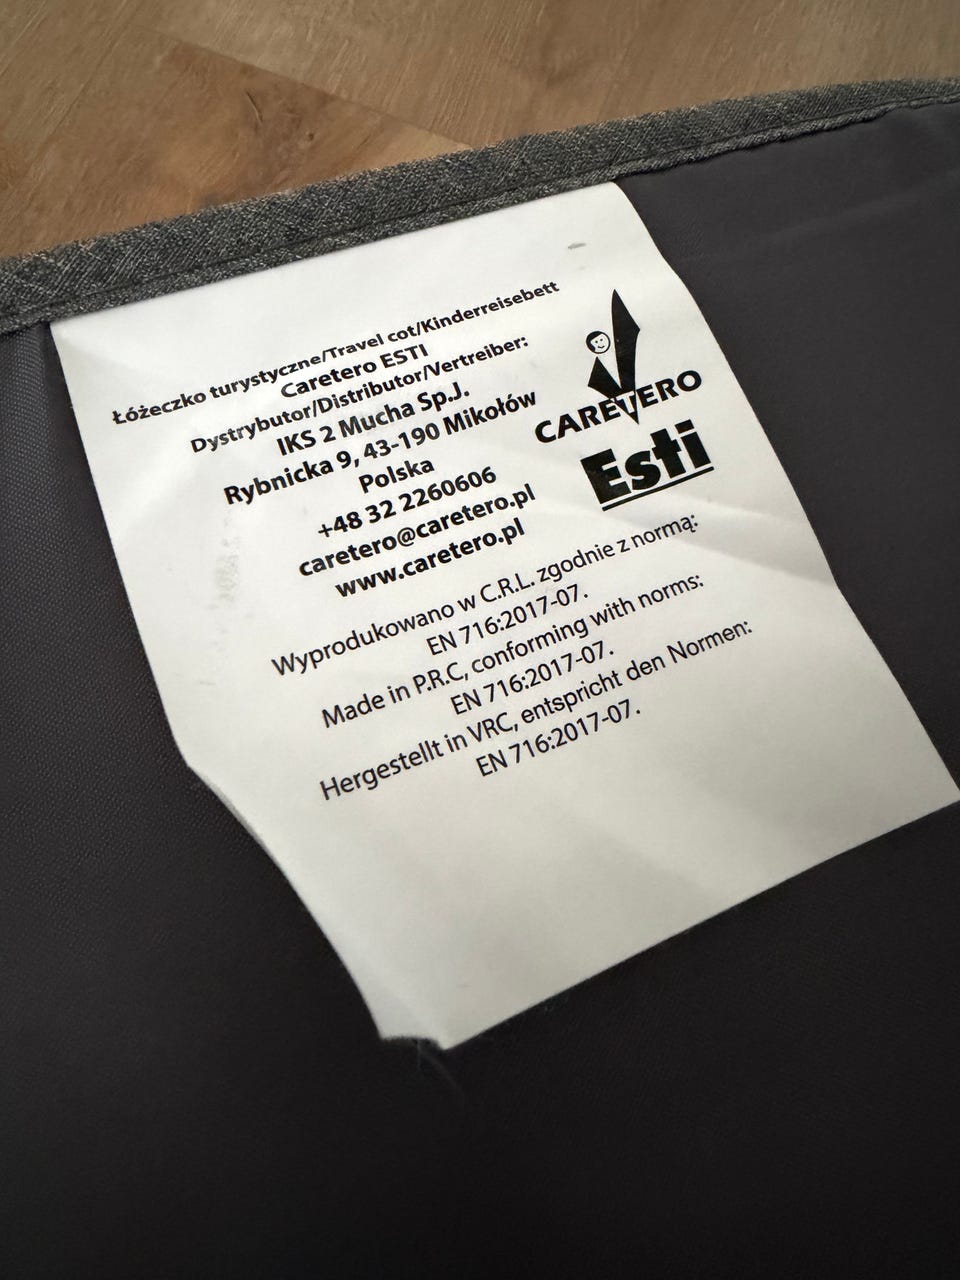 Łóżeczko turystyczne/Travel cot/Kinderreisebett
Caretero ESTI
Dystrybutor/Distributor/Vertreiber:
IKS 2 Mucha Sp.J.
Rybnicka 9, 43-190 Mikołów
Polska
+48 32 2260606
caretero@caretero.pl
www.caretero.pl
CARETERO
Esti
Wyprodukowano w C.R.L. zgodnie z normą:
EN 716:2017-07.
Made in P.R.C, conforming with norms:
EN 716:2017-07.
Hergestellt in VRC, entspricht den Normen:
EN 716:2017-07.